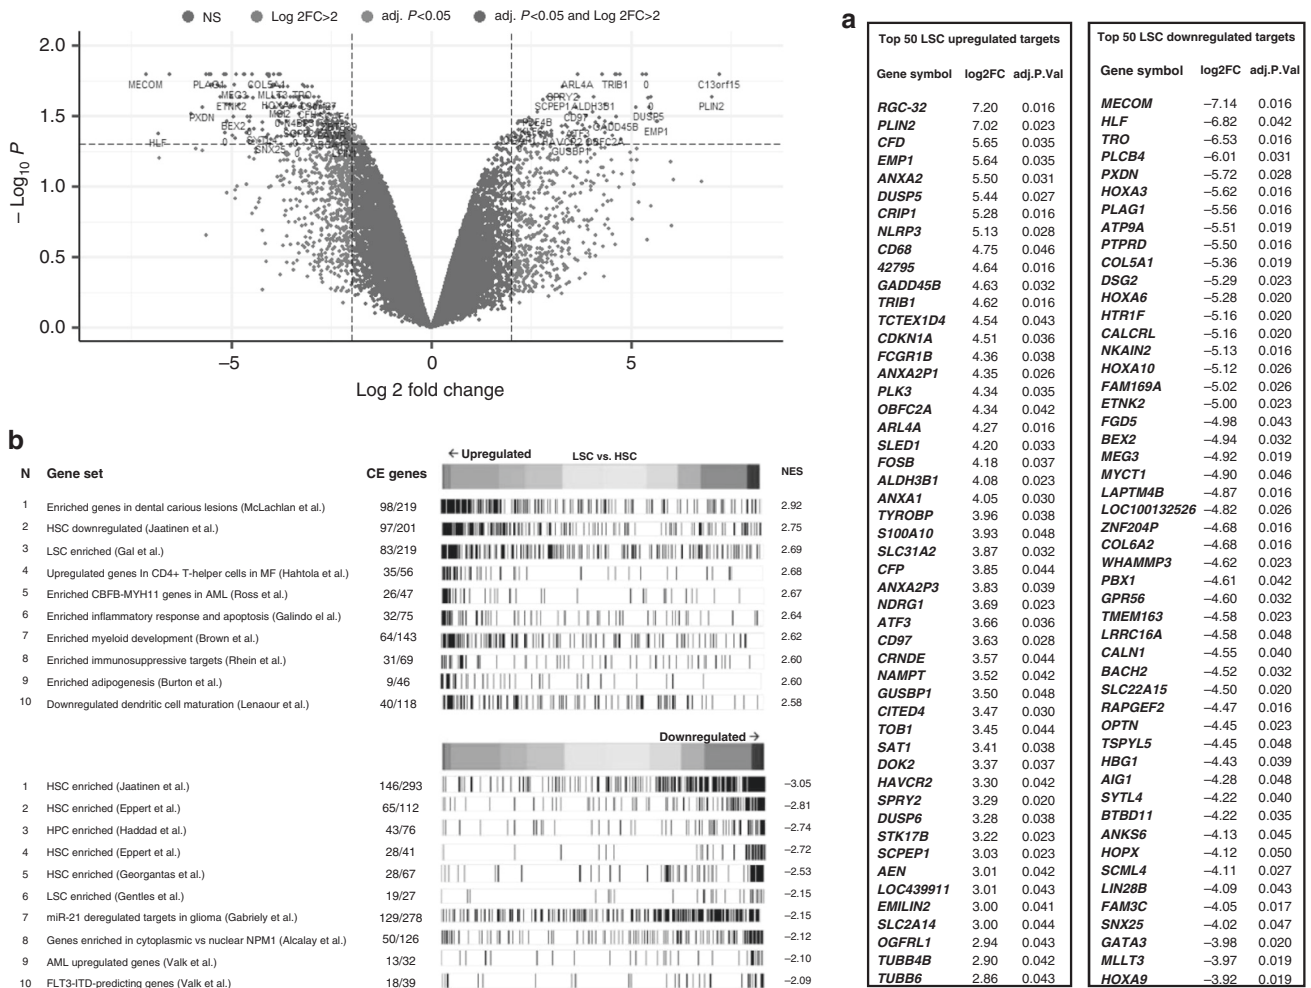 NS
Log 2FC>2
adj. P<0.05
adj. P<0.05 and Log 2FC>2
2.0
1.5
1.0
0.5
0.0
– Log10 P
−5
0
5
Log 2 fold change
MECOM
PLAG1
COL5A1
MEG3
MLLT3
TRO
ETNK2
PXDN
BEX2
HLF
SNX25
ARL4A
TRIB1
0
C13orf15
SPRY2
SCPEP1
ALDH3B1
0
PLIN2
CD97
DUSP5
GADD45B
EMP1
HAVCR2
OBFC2A
GUSBP1
a
Top 50 LSC upregulated targets
Gene symbol log2FC adj.P.Val
RGC-32 7.20 0.016
PLIN2 7.02 0.023
CFD 5.65 0.035
EMP1 5.64 0.035
ANXA2 5.50 0.031
DUSP5 5.44 0.027
CRIP1 5.28 0.016
NLRP3 5.13 0.028
CD68 4.75 0.046
42795 4.64 0.016
GADD45B 4.63 0.032
TRIB1 4.62 0.016
TCTEX1D4 4.54 0.043
CDKN1A 4.51 0.036
FCGR1B 4.36 0.038
ANXA2P1 4.35 0.026
PLK3 4.34 0.035
OBFC2A 4.34 0.042
ARL4A 4.27 0.016
SLED1 4.20 0.033
FOSB 4.18 0.037
ALDH3B1 4.08 0.023
ANXA1 4.05 0.030
TYROBP 3.96 0.038
S100A10 3.93 0.048
SLC31A2 3.87 0.032
CFP 3.85 0.044
ANXA2P3 3.83 0.039
NDRG1 3.69 0.023
ATF3 3.66 0.036
CD97 3.63 0.028
CRNDE 3.57 0.044
NAMPT 3.52 0.042
GUSBP1 3.50 0.048
CITED4 3.47 0.030
TOB1 3.45 0.044
SAT1 3.41 0.038
DOK2 3.37 0.037
HAVCR2 3.30 0.042
SPRY2 3.29 0.020
DUSP6 3.28 0.038
STK17B 3.22 0.023
SCPEP1 3.03 0.023
AEN 3.01 0.042
LOC439911 3.01 0.043
EMILIN2 3.00 0.041
SLC2A14 3.00 0.044
OGFRL1 2.94 0.043
TUBB4B 2.90 0.042
TUBB6 2.86 0.043
Top 50 LSC downregulated targets
Gene symbol log2FC adj.P.Val
MECOM −7.14 0.016
HLF −6.82 0.042
TRO −6.53 0.016
PLCB4 −6.01 0.031
PXDN −5.72 0.028
HOXA3 −5.62 0.016
PLAG1 −5.56 0.016
ATP9A −5.51 0.019
PTPRD −5.50 0.016
COL5A1 −5.36 0.019
DSG2 −5.29 0.023
HOXA6 −5.28 0.020
HTR1F −5.16 0.020
CALCRL −5.16 0.020
NKAIN2 −5.13 0.016
HOXA10 −5.12 0.026
FAM169A −5.02 0.026
ETNK2 −5.00 0.023
FGD5 −4.98 0.043
BEX2 −4.94 0.032
MEG3 −4.92 0.019
MYCT1 −4.90 0.046
LAPTM4B −4.87 0.016
LOC100132526 −4.82 0.026
ZNF204P −4.68 0.016
COL6A2 −4.68 0.016
WHAMMP3 −4.62 0.023
PBX1 −4.61 0.042
GPR56 −4.60 0.032
TMEM163 −4.58 0.023
LRRC16A −4.58 0.048
CALN1 −4.55 0.040
BACH2 −4.52 0.032
SLC22A15 −4.50 0.020
RAPGEF2 −4.47 0.016
OPTN −4.45 0.023
TSPYL5 −4.45 0.048
HBG1 −4.43 0.039
AIG1 −4.28 0.048
SYTL4 −4.22 0.040
BTBD11 −4.22 0.035
ANKS6 −4.13 0.045
HOPX −4.12 0.050
SCML4 −4.11 0.027
LIN28B −4.09 0.043
FAM3C −4.05 0.017
SNX25 −4.02 0.047
GATA3 −3.98 0.020
MLLT3 −3.97 0.019
HOXA9 −3.92 0.019
b
N Gene set CE genes ← Upregulated LSC vs. HSC NES
1 Enriched genes in dental carious lesions (McLachlan et al.) 98/219 2.92
2 HSC downregulated (Jaatinen et al.) 97/201 2.75
3 LSC enriched (Gal et al.) 83/219 2.69
4 Upregulated genes In CD4+ T-helper cells in MF (Hahtola et al.) 35/56 2.68
5 Enriched CBFB-MYH11 genes in AML (Ross et al.) 26/47 2.67
6 Enriched inflammatory response and apoptosis (Galindo el al.) 32/75 2.64
7 Enriched myeloid development (Brown et al.) 64/143 2.62
8 Enriched immunosuppressive targets (Rhein et al.) 31/69 2.60
9 Enriched adipogenesis (Burton et al.) 9/46 2.60
10 Downregulated dendritic cell maturation (Lenaour et al.) 40/118 2.58
Downregulated →
1 HSC enriched (Jaatinen et al.) 146/293 −3.05
2 HSC enriched (Eppert et al.) 65/112 −2.81
3 HPC enriched (Haddad et al.) 43/76 −2.74
4 HSC enriched (Eppert et al.) 28/41 −2.72
5 HSC enriched (Georgantas et al.) 28/67 −2.53
6 LSC enriched (Gentles et al.) 19/27 −2.15
7 miR-21 deregulated targets in glioma (Gabriely et al.) 129/278 −2.15
8 Genes enriched in cytoplasmic vs nuclear NPM1 (Alcalay et al.) 50/126 −2.12
9 AML upregulated genes (Valk et al.) 13/32 −2.10
10 FLT3-ITD-predicting genes (Valk et al.) 18/39 −2.09